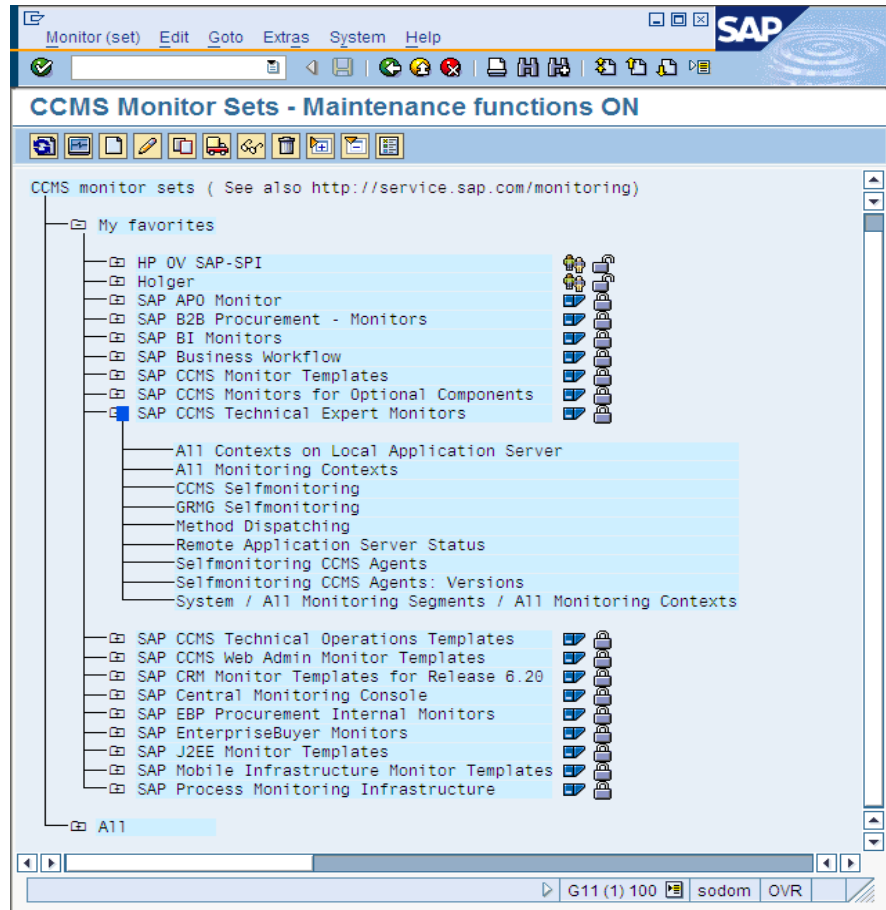 Monitor (set) Edit Goto Extras System Help
SAP
CCMS Monitor Sets - Maintenance functions ON
CCMS monitor sets ( See also http://service.sap.com/monitoring)
My favorites
HP OV SAP-SPI
Holger
SAP APO Monitor
SAP B2B Procurement - Monitors
SAP BI Monitors
SAP Business Workflow
SAP CCMS Monitor Templates
SAP CCMS Monitors for Optional Components
SAP CCMS Technical Expert Monitors
All Contexts on Local Application Server
All Monitoring Contexts
CCMS Selfmonitoring
GRMG Selfmonitoring
Method Dispatching
Remote Application Server Status
Selfmonitoring CCMS Agents
Selfmonitoring CCMS Agents: Versions
System / All Monitoring Segments / All Monitoring Contexts
SAP CCMS Technical Operations Templates
SAP CCMS Web Admin Monitor Templates
SAP CRM Monitor Templates for Release 6.20
SAP Central Monitoring Console
SAP EBP Procurement Internal Monitors
SAP EnterpriseBuyer Monitors
SAP J2EE Monitor Templates
SAP Mobile Infrastructure Monitor Templates
SAP Process Monitoring Infrastructure
All
G11 (1) 100 sodom OVR